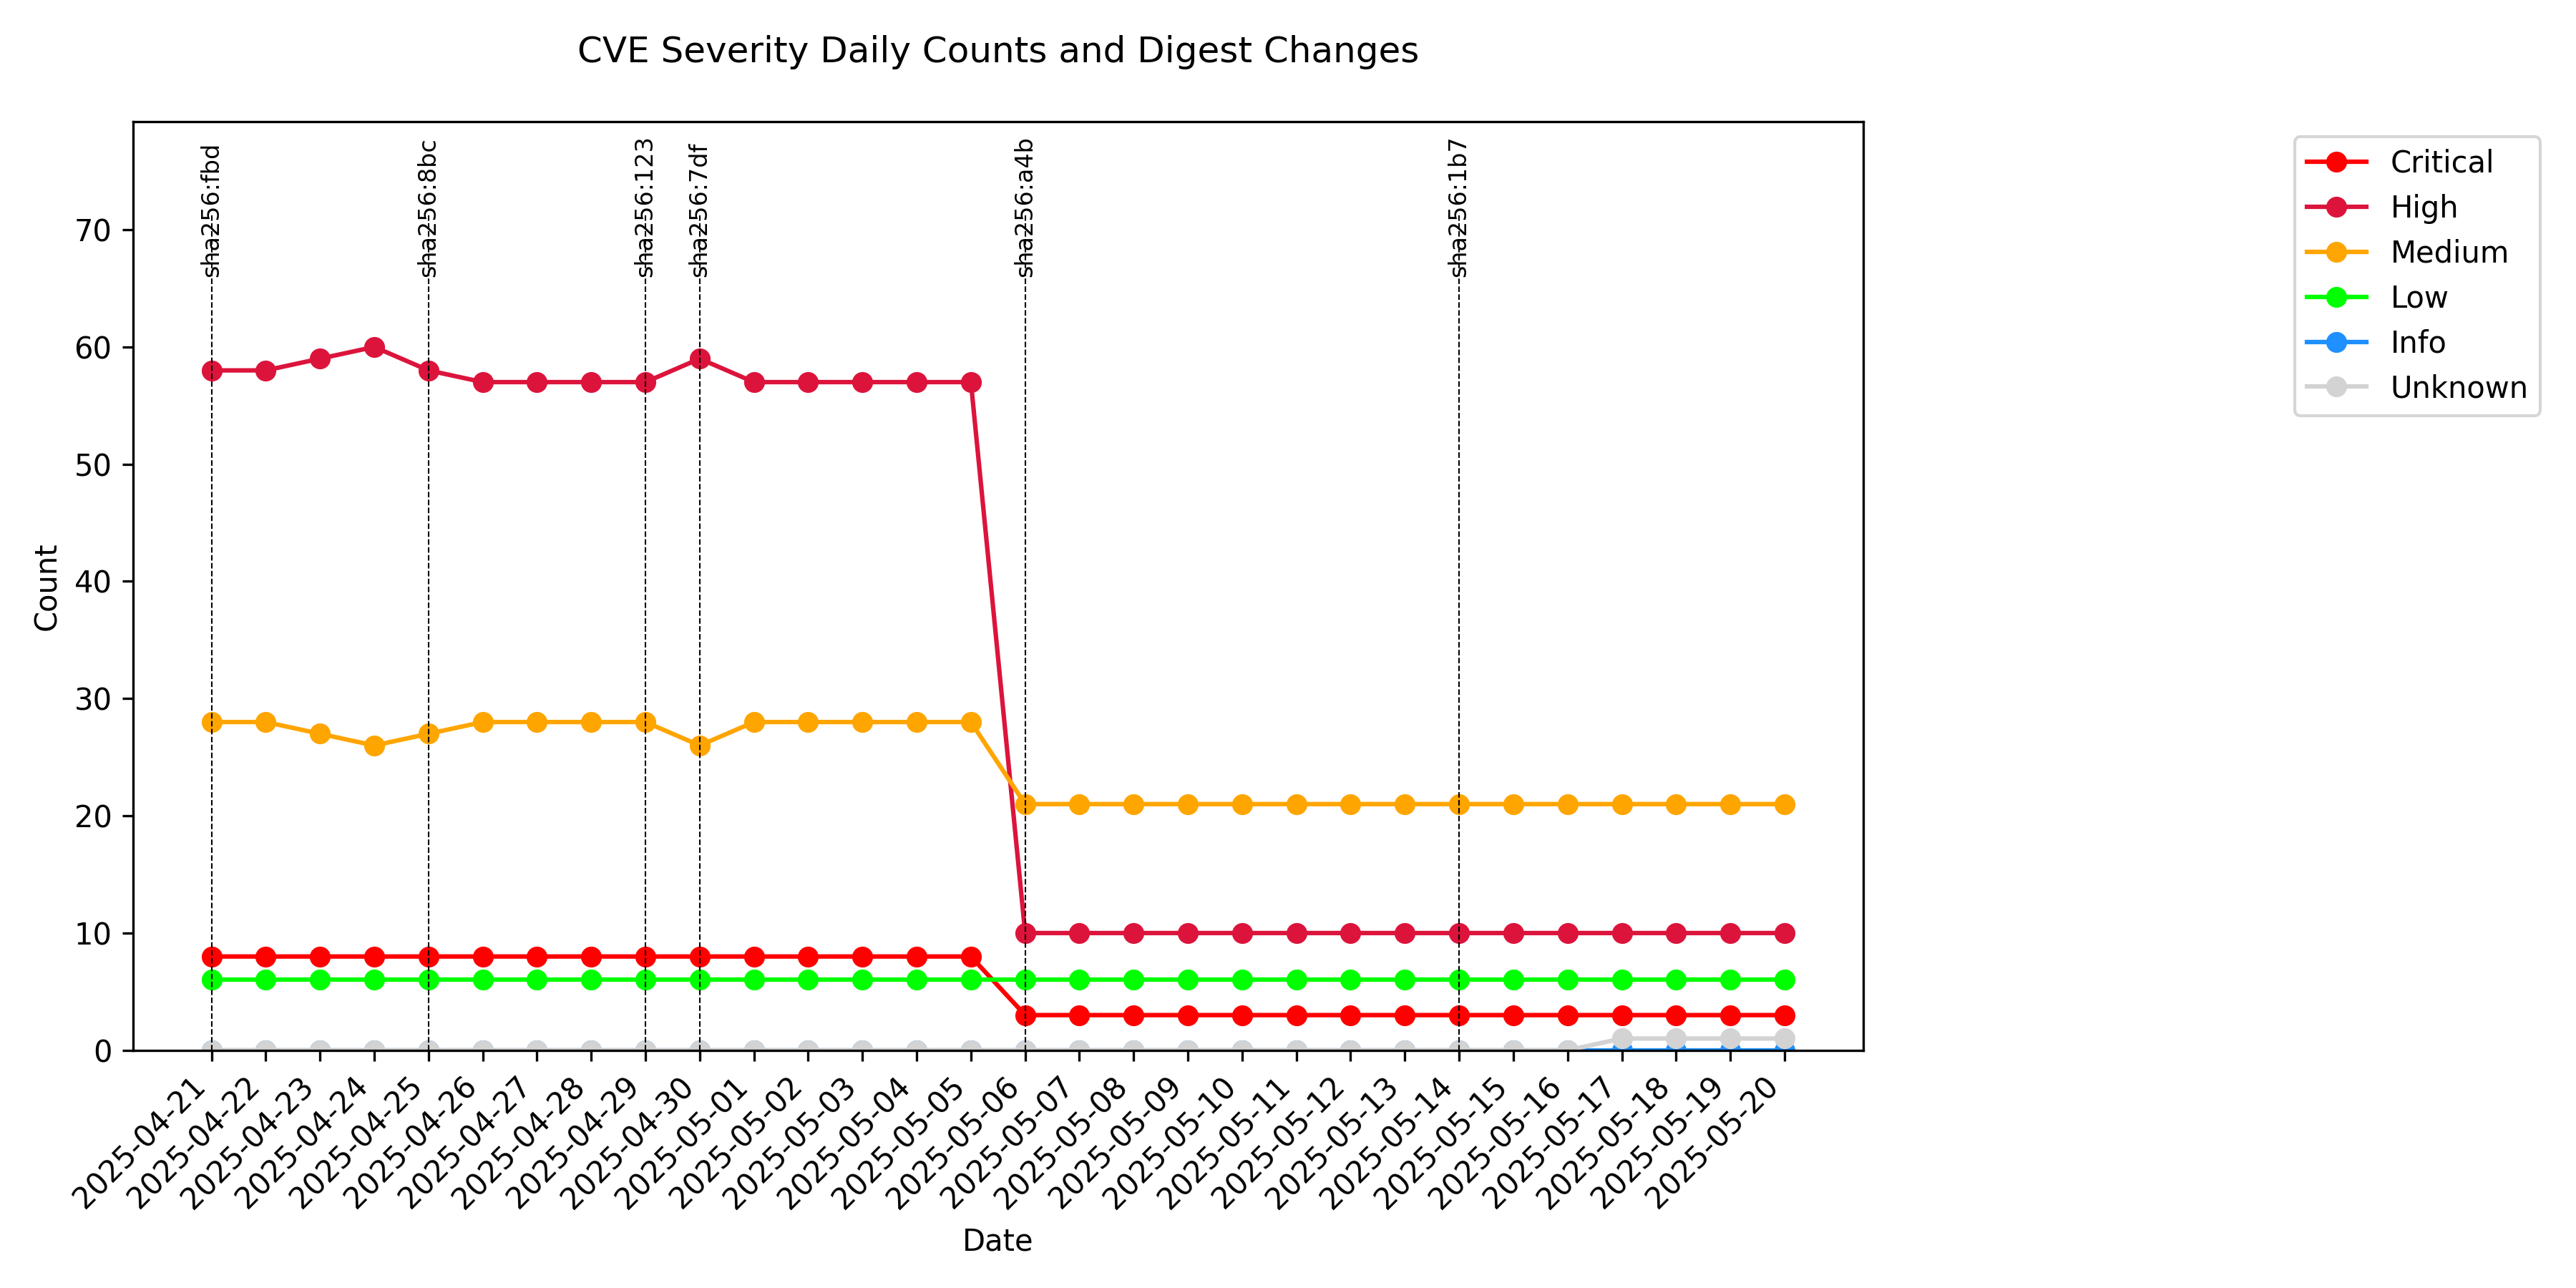 CVE Severity Daily Counts and Digest Changes
sha256:fbd
sha256:8bc
sha256:123
sha256:7df
sha256:a4b
sha256:1b7
Critical
High
Medium
Low
Info
Unknown
Count
70
60
50
40
30
20
10
0
2025-04-21
2025-04-22
2025-04-23
2025-04-24
2025-04-25
2025-04-26
2025-04-27
2025-04-28
2025-04-29
2025-04-30
2025-05-01
2025-05-02
2025-05-03
2025-05-04
2025-05-05
2025-05-06
2025-05-07
2025-05-08
2025-05-09
2025-05-10
2025-05-11
2025-05-12
2025-05-13
2025-05-14
2025-05-15
2025-05-16
2025-05-17
2025-05-18
2025-05-19
2025-05-20
Date